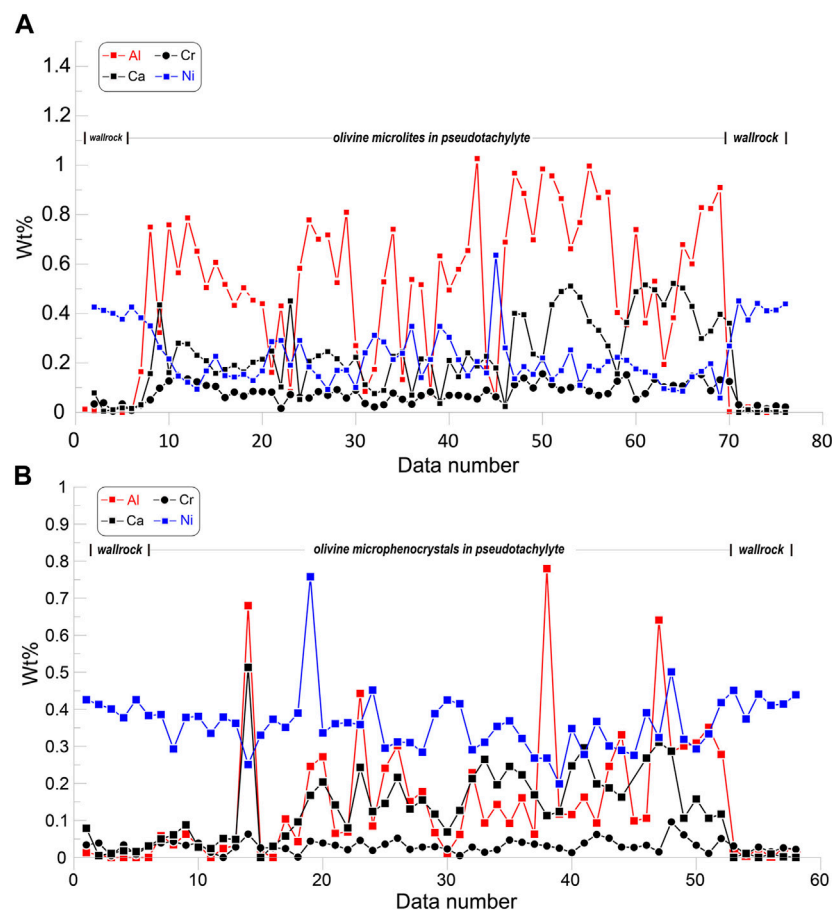 A
Al Cr
Ca Ni
1.4
1.2
1
0.8
0.6
0.4
0.2
0
Wt%
wallrock olivine microlites in pseudotachylyte wallrock
0 10 20 30 40 50 60 70 80
Data number
B
Al Cr
Ca Ni
1
0.9
0.8
0.7
0.6
0.5
0.4
0.3
0.2
0.1
0
Wt%
wallrock olivine microphenocrystals in pseudotachylyte wallrock
0 10 20 30 40 50 60
Data number